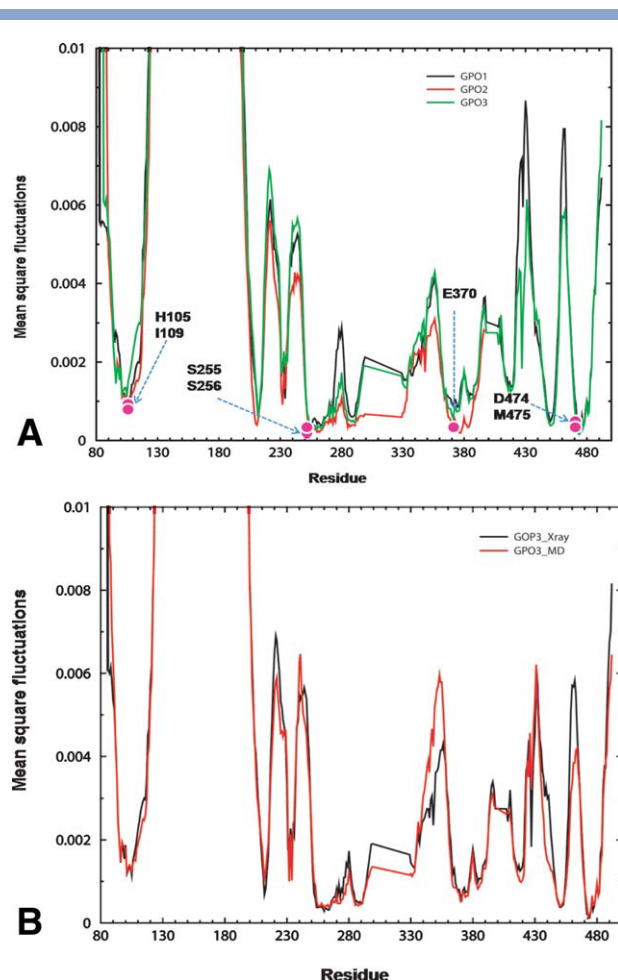 0.01
0.008
0.006
0.004
0.002
0
Mean square fluctuations
GPO1
GPO2
GPO3
H105
I109
S255
S256
E370
D474
M475
A
80 130 180 230 280 330 380 430 480
Residue
0.01
0.008
0.006
0.004
0.002
0
Mean square fluctuations
GOP3_Xray
GPO3_MD
B
80 130 180 230 280 330 380 430 480
Residue